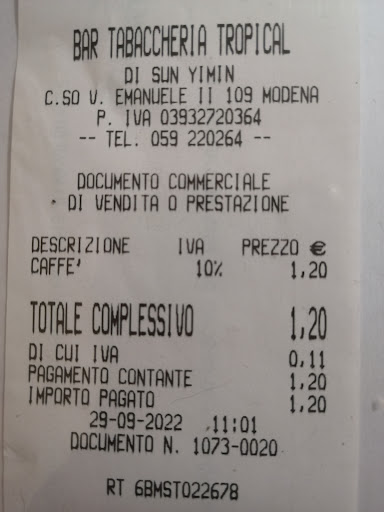 BAR TABACCHERIA TROPICAL
DI SUN YIMIN
C.SO V. EMANUELE II 109 MODENA
P. IVA 03932720364
-- TEL. 059 220264 --
DOCUMENTO COMMERCIALE
DI VENDITA O PRESTAZIONE
DESCRIZIONE IVA PREZZO €
CAFFE' 10% 1,20
TOTALE COMPLESSIVO 1,20
DI CUI IVA 0,11
PAGAMENTO CONTANTE 1,20
IMPORTO PAGATO 1,20
29-09-2022 11:01
DOCUMENTO N. 1073-0020
RT 6BMST022678